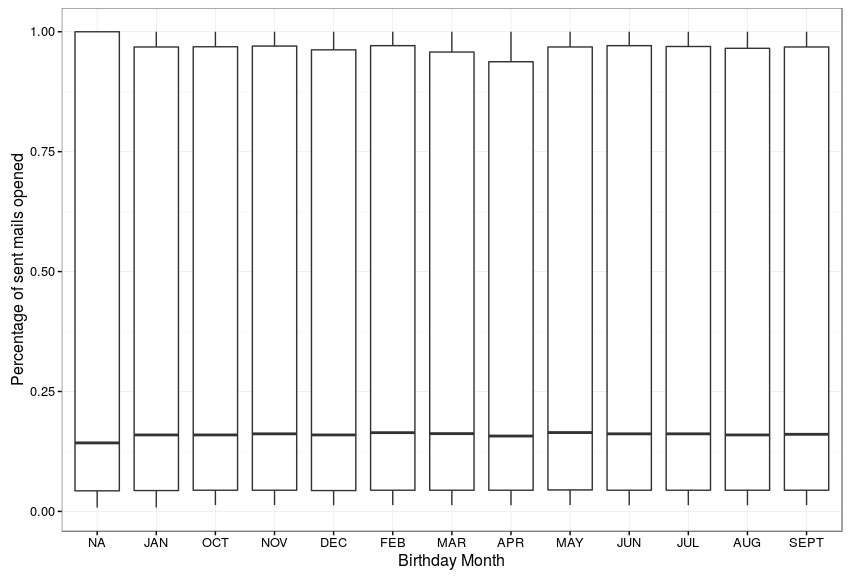 Percentage of sent mails opened
1.00
0.75
0.50
0.25
0.00
NA JAN OCT NOV DEC FEB MAR APR MAY JUN JUL AUG SEPT
Birthday Month